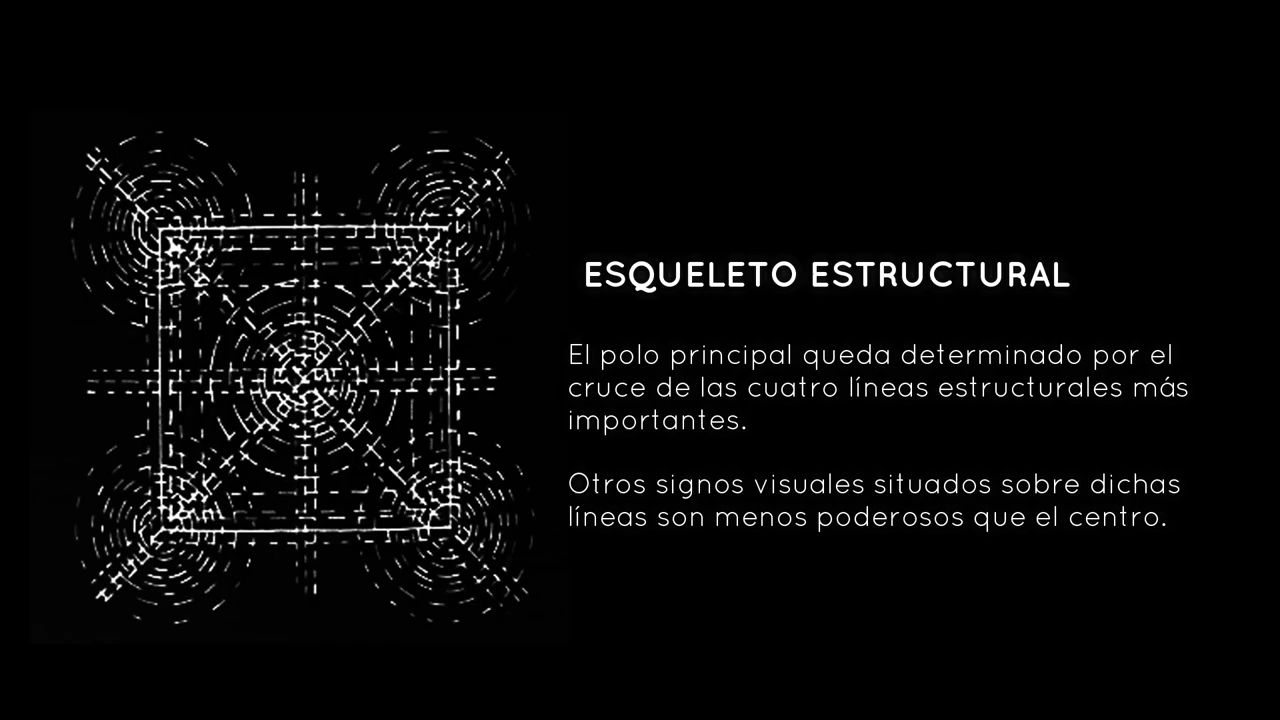 ESQUELETO ESTRUCTURAL
El polo principal queda determinado por el
cruce de las cuatro líneas estructurales más
importantes.
Otros signos visuales situados sobre dichas
líneas son menos poderosos que el centro.